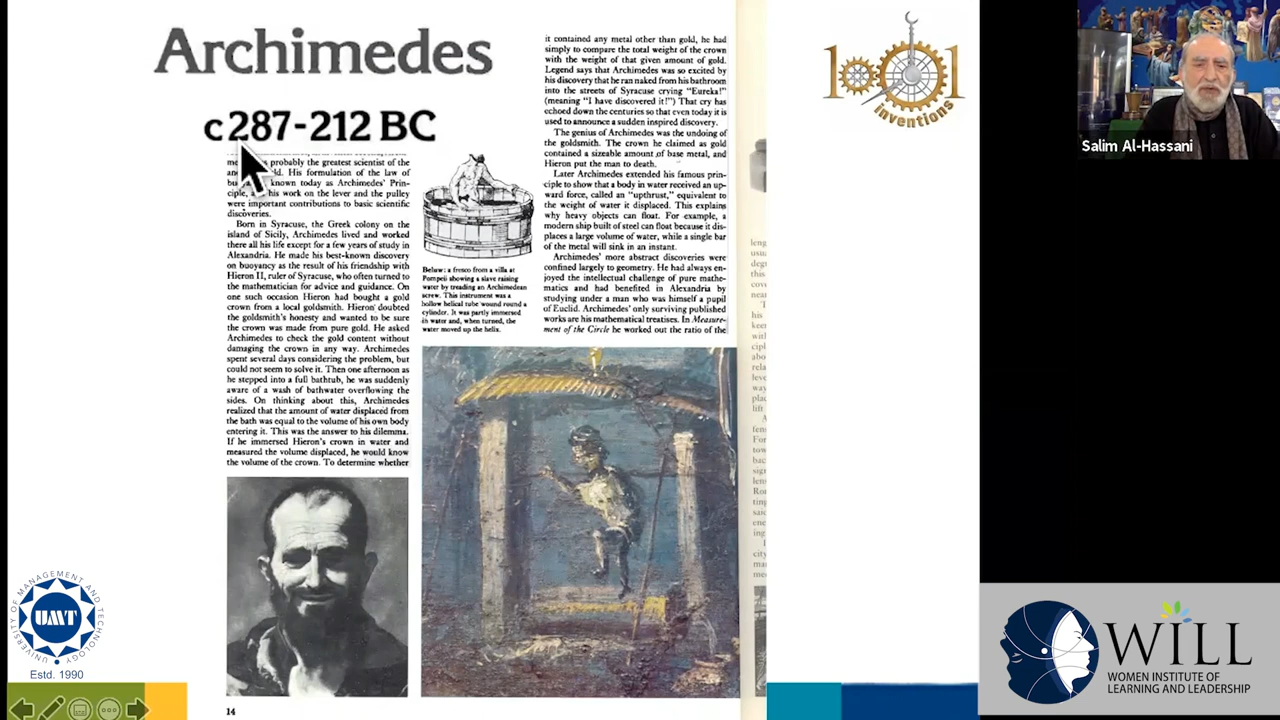 Archimedes
c287-212 BC
probably the greatest scientist of the
His formulation of the law of
known today as Archimedes' Prin-
his work on the lever and the pulley
were important contributions to basic scientific
discoveries.
Born in Syracuse, the Greek colony on the
island of Sicily, Archimedes lived and worked
there all his life except for a few years of study in
Alexandria. He made his best-known discovery
on buoyancy as the result of his friendship with
Hieron II, ruler of Syracuse, who often turned to
the mathematician for advice and guidance. On
one such occasion Hieron had bought a gold
crown from a local goldsmith. Hieron doubted
the goldsmith's honesty and wanted to be sure
the crown was made from pure gold. He asked
Archimedes to check the gold content without
damaging the crown in any way. Archimedes
spent several days considering the problem, but
could not seem to solve it. Then one afternoon as
he stepped into a full bathtub, he was suddenly
aware of a wash of bathwater overflowing the
sides. On thinking about this, Archimedes
realized that the amount of water displaced from
the bath was equal to the volume of his own body
entering it. This was the answer to his dilemma.
If he immersed Hieron's crown in water and
measured the volume displaced, he would know
the volume of the crown. To determine whether
Below: a fresco from a villa at
Pompeii showing a slave raising
water by treading an Archimedean
screw. This instrument was a
hollow helical tube wound round a
cylinder. It was partly immersed
in water and, when turned, the
water moved up the helix.
it contained any metal other than gold, he had
simply to compare the total weight of the crown
with the weight of that given amount of gold.
Legend says that Archimedes was so excited by
his discovery that he ran naked from his bathroom
into the streets of Syracuse crying "Eureka!"
(meaning "I have discovered it!") That cry has
echoed down the centuries so that even today it is
used to announce a sudden inspired discovery.
The genius of Archimedes was the undoing of
the goldsmith. The crown he claimed as gold
contained a sizeable amount of base metal, and
Hieron put the man to death.
Later Archimedes extended his famous prin-
ciple to show that a body in water received an up-
ward force, called an "upthrust," equivalent to
the weight of water it displaced. This explains
why heavy objects can float. For example, a
modern ship built of steel can float because it dis-
places a large volume of water, while a single bar
of the metal will sink in an instant.
Archimedes' more abstract discoveries were
confined largely to geometry. He had always en-
joyed the intellectual challenge of pure mathe-
matics and had benefited in Alexandria by
studying under a man who was himself a pupil
of Euclid. Archimedes' only surviving published
works are his mathematical treatises. In Measure-
ment of the Circle he worked out the ratio of the
14
1001
inventions
Salim Al-Hassani
UNIVERSITY OF MANAGEMENT AND TECHNOLOGY
UMT
Estd. 1990
WILL
WOMEN INSTITUTE OF
LEARNING AND LEADERSHIP